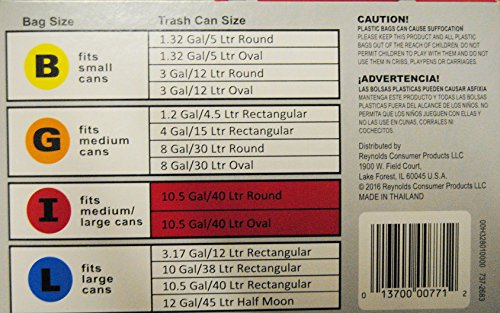 Bag Size Trash Can Size
B fits small cans
1.32 Gal/5 Ltr Round
1.32 Gal/5 Ltr Oval
3 Gal/12 Ltr Round
3 Gal/12 Ltr Oval
G fits medium cans
1.2 Gal/4.5 Ltr Rectangular
4 Gal/15 Ltr Rectangular
8 Gal/30 Ltr Round
8 Gal/30 Ltr Oval
I fits medium/ large cans
10.5 Gal/40 Ltr Round
10.5 Gal/40 Ltr Oval
L fits large cans
3.17 Gal/12 Ltr Rectangular
10 Gal/38 Ltr Rectangular
10.5 Gal/40 Ltr Rectangular
12 Gal/45 Ltr Half Moon
CAUTION!
PLASTIC BAGS CAN CAUSE SUFFOCATION
PLEASE KEEP THIS PRODUCT AND ALL PLASTIC
BAGS OUT OF THE REACH OF CHILDREN. DO NOT
PERMIT CHILDREN TO PLAY WITH THEM AND DO NOT
USE THEM IN CRIBS, PLAYPENS OR CARRIAGES.
¡ADVERTENCIA!
LAS BOLSAS PLASTICAS PUEDEN CAUSAR ASFIXIA
MANTENGA ESTE PRODUCTO Y TODAS LAS BOLSAS
PLASTICAS FUERA DEL ALCANCE DE LOS NIÑOS. NO
PERMITA QUE LOS NIÑOS JUEGUEN CON ELLAS Y
NO LAS USE EN CUNAS, CORRALES NI
COCHECITOS.
Distributed by
Reynolds Consumer Products LLC
1900 W. Field Court,
Lake Forest, IL 60045 U.S.A.
© 2016 Reynolds Consumer Products LLC
MADE IN THAILAND
0 13700 00771 2
00H328010000 737-2683